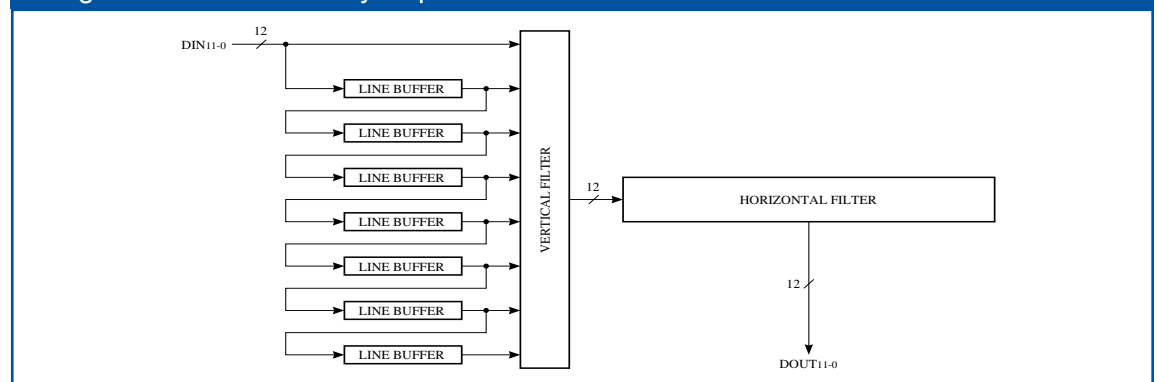 12
DIN11-0
LINE BUFFER
LINE BUFFER
LINE BUFFER
LINE BUFFER
LINE BUFFER
LINE BUFFER
LINE BUFFER
VERTICAL FILTER
12
HORIZONTAL FILTER
12
DOUT11-0